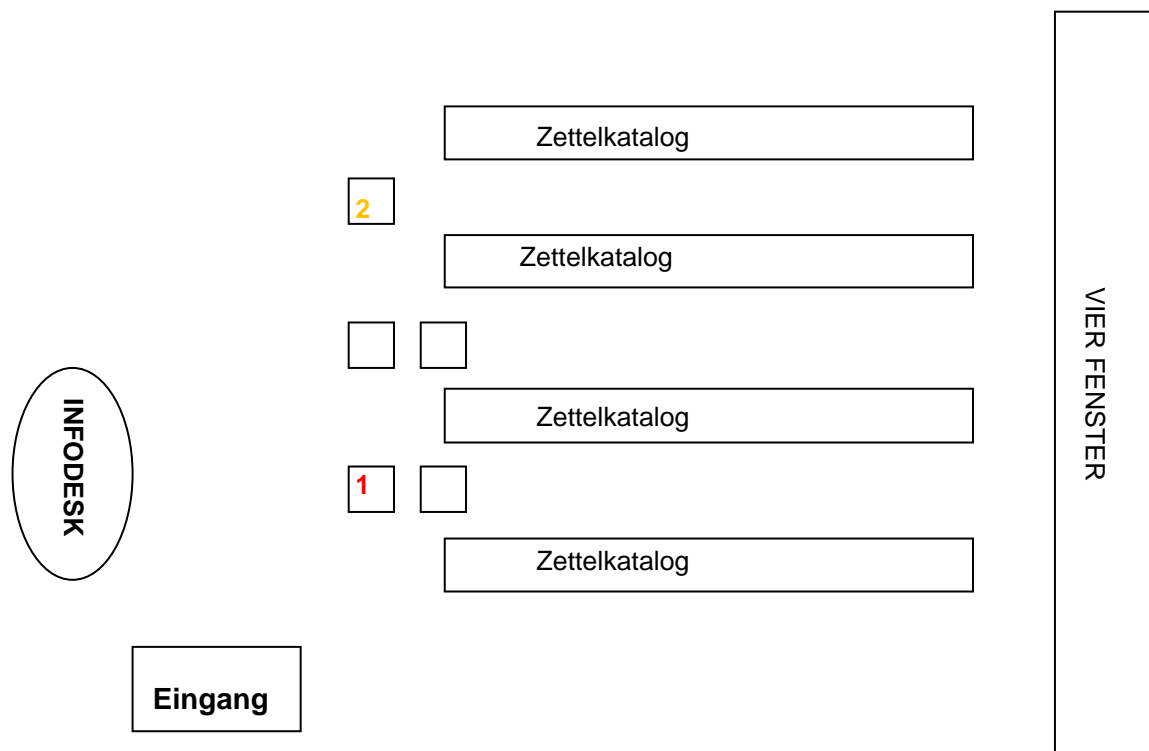 Zettelkatalog
2
Zettelkatalog
VIER FENSTER
Zettelkatalog
INFODESK
1
Zettelkatalog
Eingang